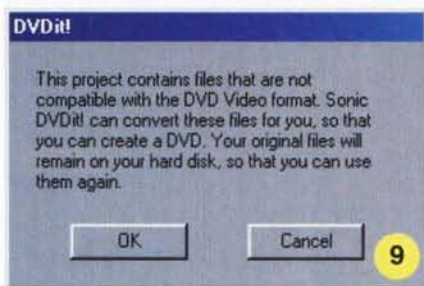 DVDit!
This project contains files that are not
compatible with the DVD Video format. Sonic
DVDit! can convert these files for you, so that
you can create a DVD. Your original files will
remain on your hard disk, so that you can use
them again.
OK
Cancel
9